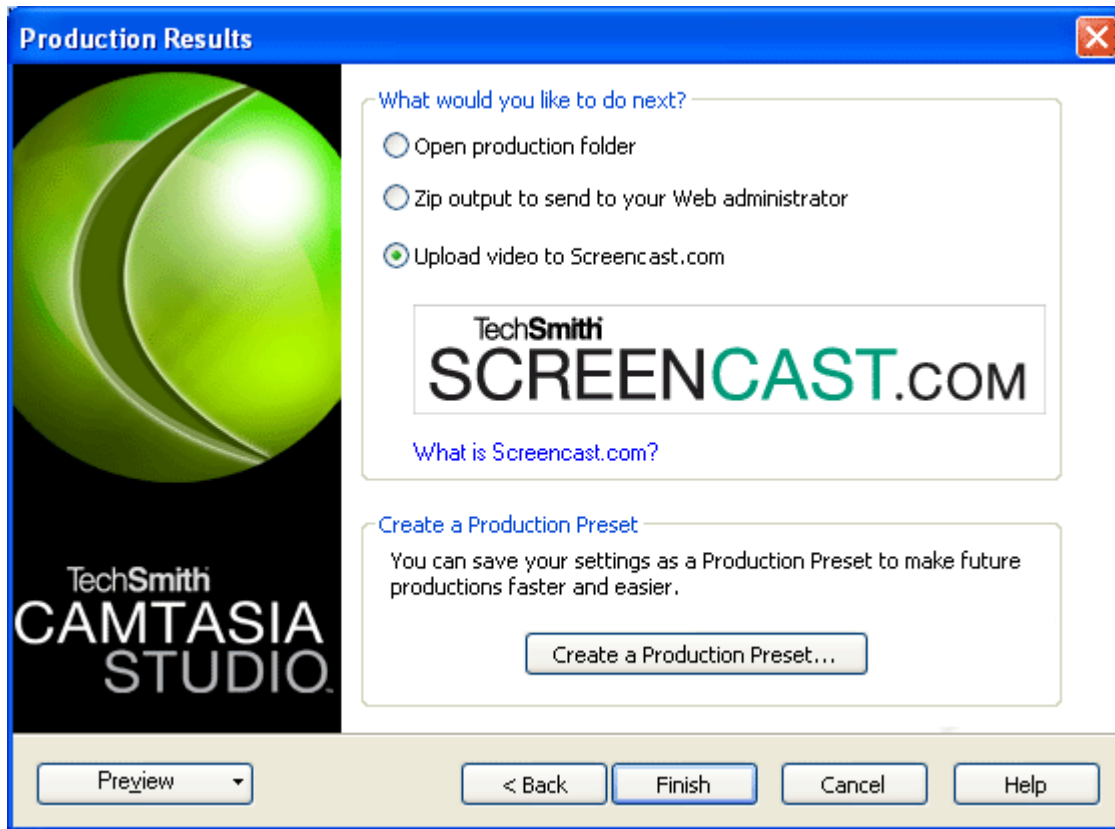 Production Results
What would you like to do next?
Open production folder
Zip output to send to your Web administrator
Upload video to Screencast.com
TechSmith
SCREENCAST.COM
What is Screencast.com?
Create a Production Preset
You can save your settings as a Production Preset to make future
productions faster and easier.
Create a Production Preset...
TechSmith
CAMTASIA
STUDIO
Preview
< Back
Finish
Cancel
Help